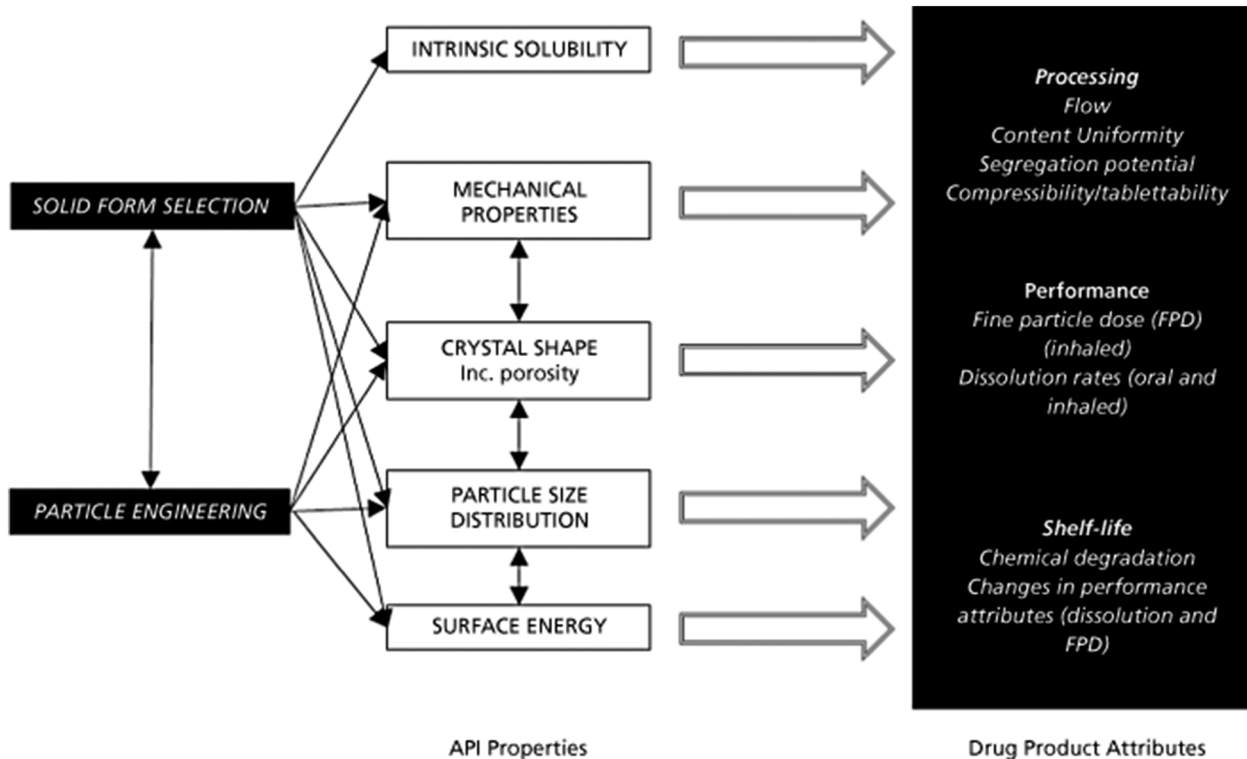 INTRINSIC SOLUBILITY
SOLID FORM SELECTION
MECHANICAL
PROPERTIES
CRYSTAL SHAPE
Inc. porosity
PARTICLE ENGINEERING
PARTICLE SIZE
DISTRIBUTION
SURFACE ENERGY
API Properties
Processing
Flow
Content Uniformity
Segregation potential
Compressibility/tablettability
Performance
Fine particle dose (FPD)
(inhaled)
Dissolution rates (oral and
inhaled)
Shelf-life
Chemical degradation
Changes in performance
attributes (dissolution and
FPD)
Drug Product Attributes